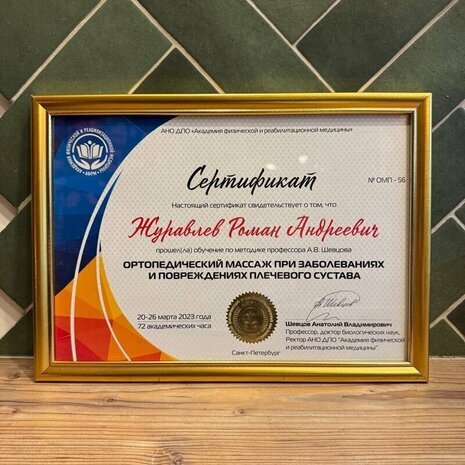 АНО ДПО «Академия физической и реабилитационной медицины»
Сертификат
№ ОМП - 56
Настоящий сертификат свидетельствует о том, что
Журавлев Роман Андреевич
прошел(ла) обучение по методике профессора А.В. Шевцова
ОРТОПЕДИЧЕСКИЙ МАССАЖ ПРИ ЗАБОЛЕВАНИЯХ
И ПОВРЕЖДЕНИЯХ ПЛЕЧЕВОГО СУСТАВА
20-26 марта 2023 года
72 академических часа
Шевцов Анатолий Владимирович
Профессор, доктор биологических наук,
Ректор АНО ДПО "Академия физической
и реабилитационной медицины"
Санкт-Петербург